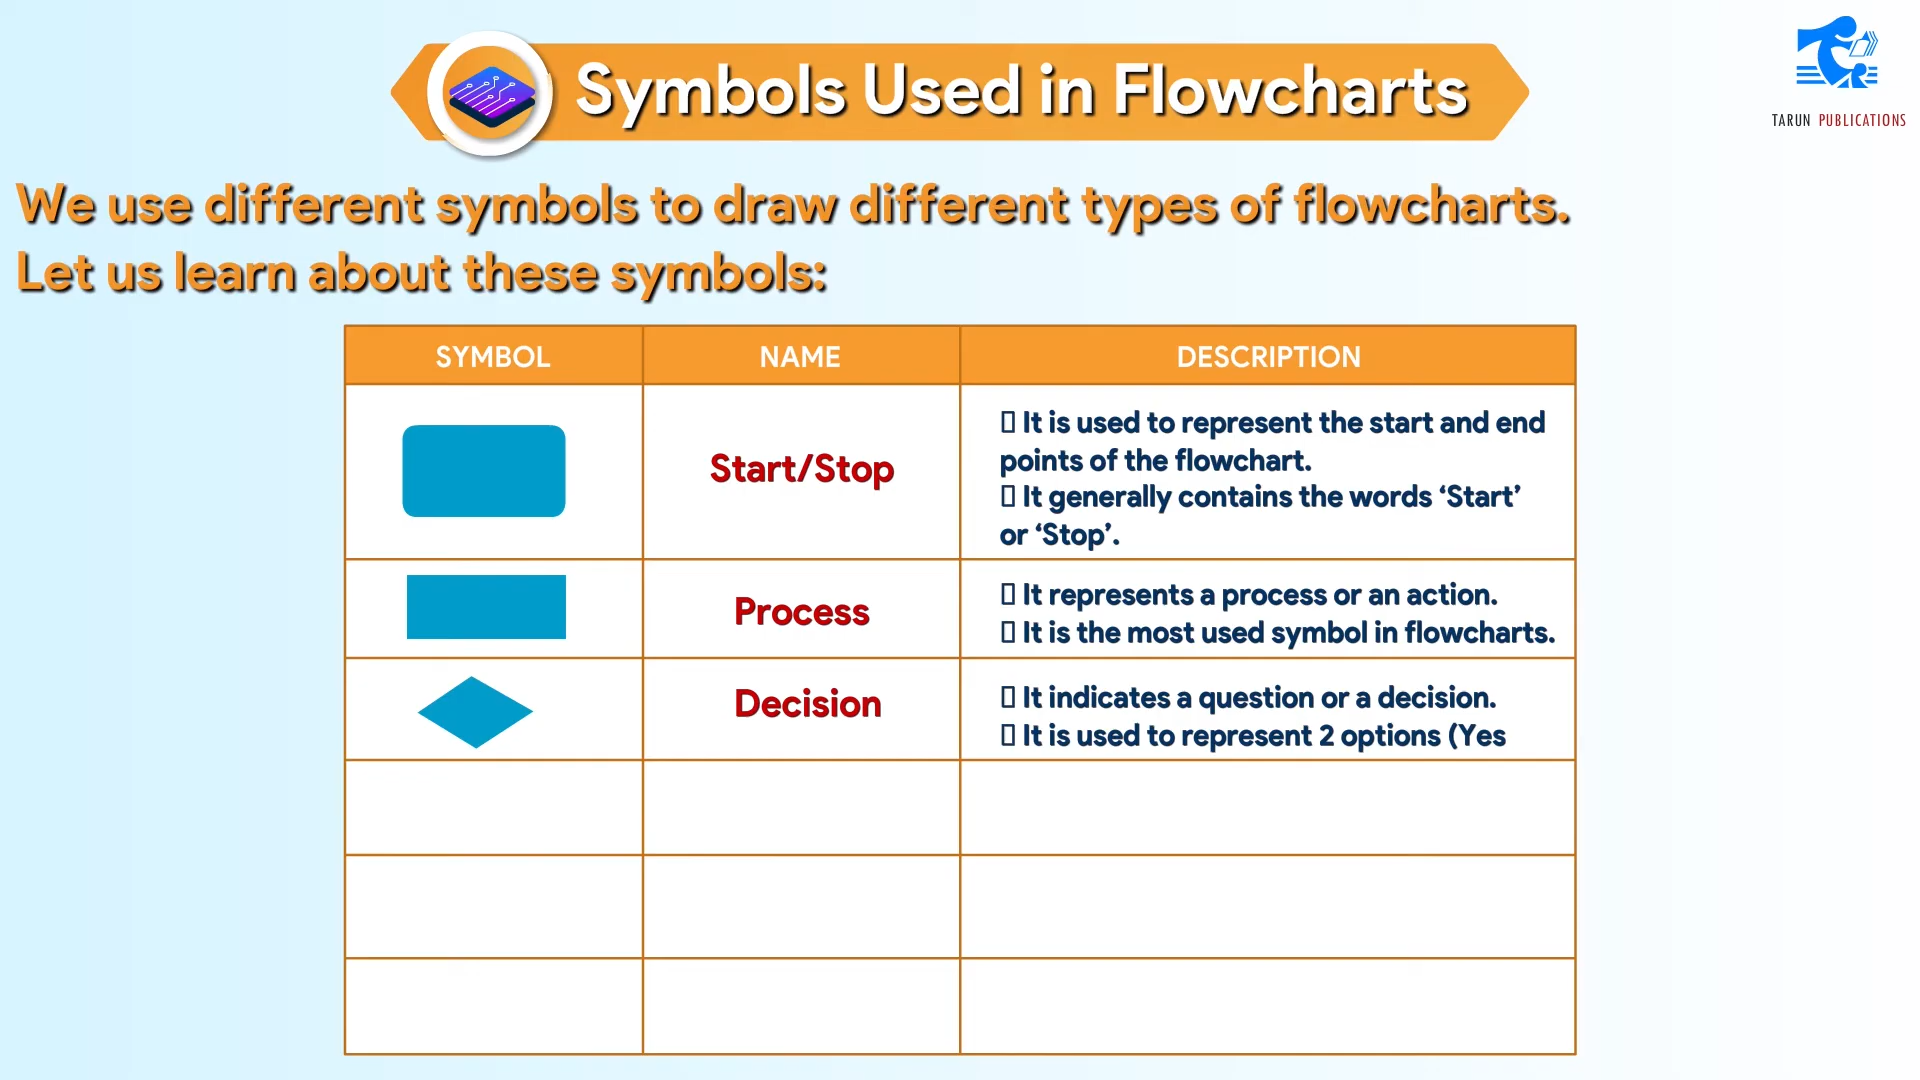 Symbols Used in Flowcharts
TARUN PUBLICATIONS
We use different symbols to draw different types of flowcharts.
Let us learn about these symbols:
SYMBOL NAME DESCRIPTION
Start/Stop
▯ It is used to represent the start and end
points of the flowchart.
▯ It generally contains the words ‘Start’
or ‘Stop’.
Process
▯ It represents a process or an action.
▯ It is the most used symbol in flowcharts.
Decision
▯ It indicates a question or a decision.
▯ It is used to represent 2 options (Yes